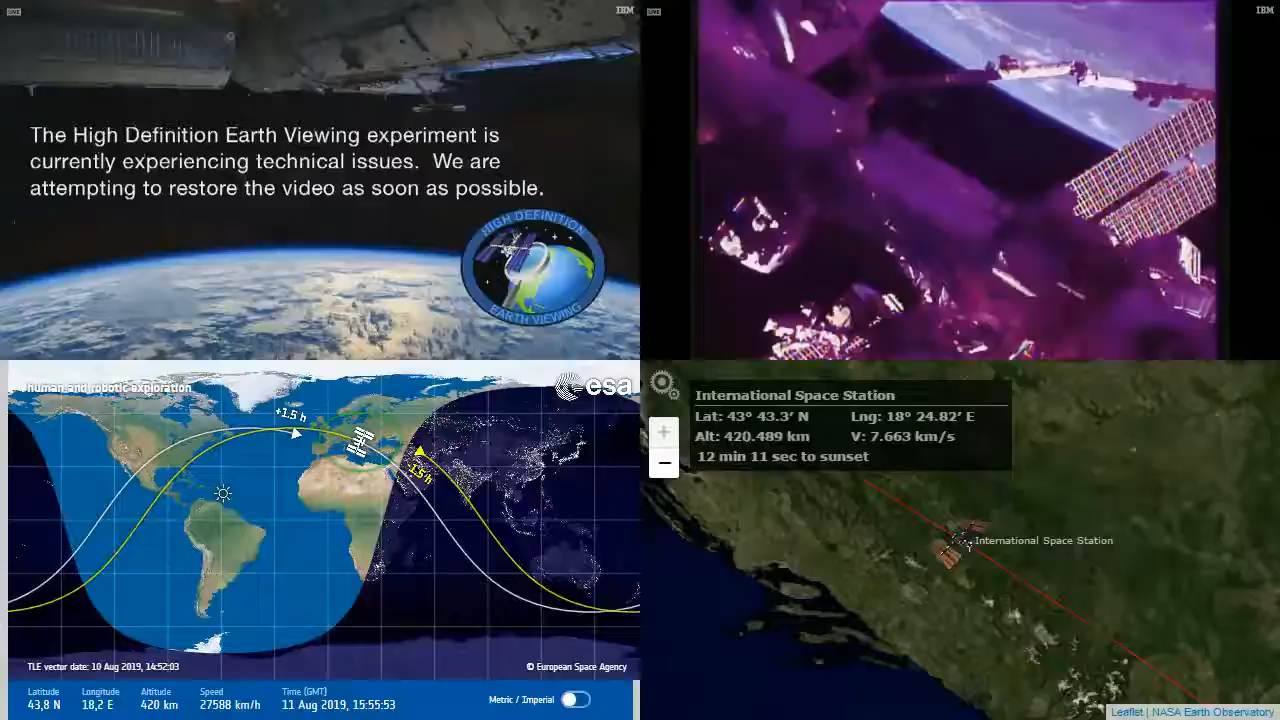 LIVE
IBM
The High Definition Earth Viewing experiment is
currently experiencing technical issues.  We are
attempting to restore the video as soon as possible.
HIGH DEFINITION
EARTH VIEWING
LIVE
IBM
human and robotic exploration
esa
+1.5 h
-1.5 h
TLE vector date: 10 Aug 2019, 14:52:03
© European Space Agency
Latitude Longitude Altitude Speed Time (GMT)
43,8 N 18,2 E 420 km 27588 km/h 11 Aug 2019, 15:55:53
Metric / Imperial
International Space Station
Lat: 43° 43.3′ N Lng: 18° 24.82′ E
Alt: 420.489 km V: 7.663 km/s
12 min 11 sec to sunset
+
−
International Space Station
Leaflet | NASA Earth Observatory